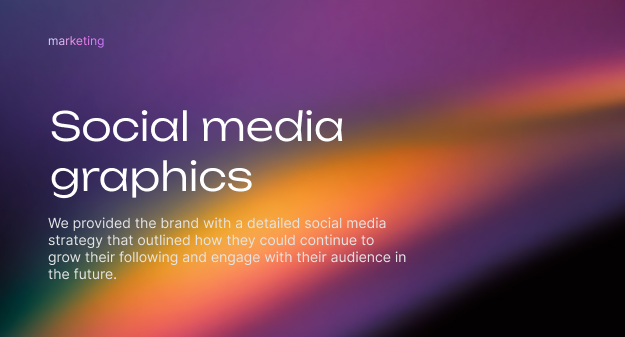 marketing
Social media
graphics
We provided the brand with a detailed social media
strategy that outlined how they could continue to
grow their following and engage with their audience in
the future.